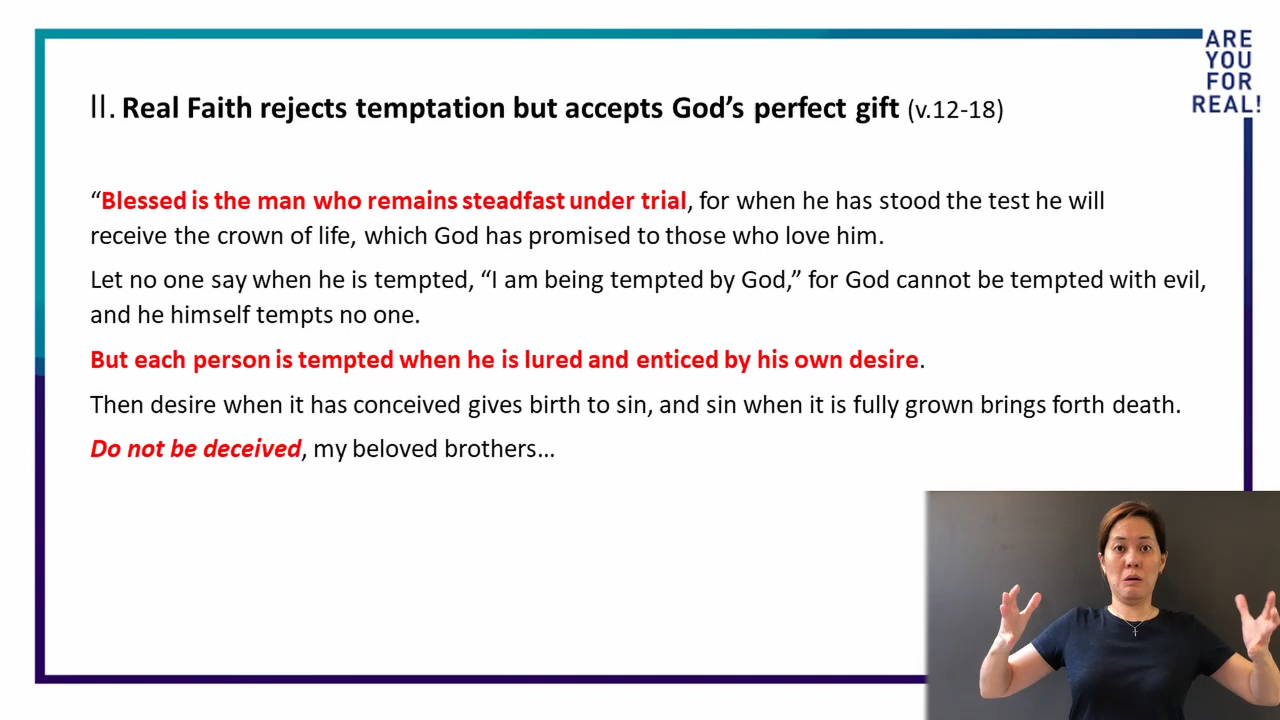 ARE
YOU
FOR
REAL!
II. Real Faith rejects temptation but accepts God’s perfect gift (v.12-18)
“Blessed is the man who remains steadfast under trial, for when he has stood the test he will
receive the crown of life, which God has promised to those who love him.
Let no one say when he is tempted, “I am being tempted by God,” for God cannot be tempted with evil,
and he himself tempts no one.
But each person is tempted when he is lured and enticed by his own desire.
Then desire when it has conceived gives birth to sin, and sin when it is fully grown brings forth death.
Do not be deceived, my beloved brothers…